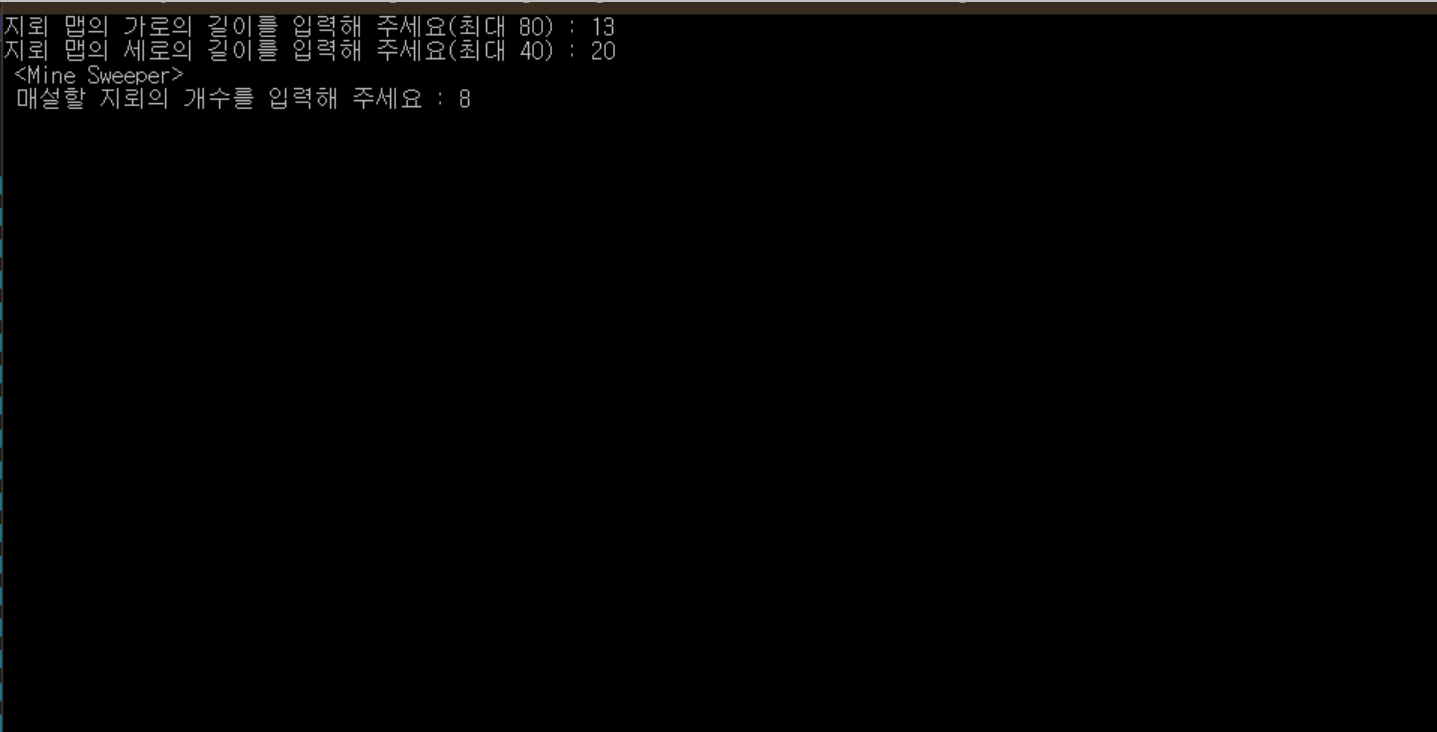 지뢰 맵의 가로의 길이를 입력해 주세요(최대 80) : 13
지뢰 맵의 세로의 길이를 입력해 주세요(최대 40) : 20
<Mine Sweeper>
매설할 지뢰의 개수를 입력해 주세요 : 8